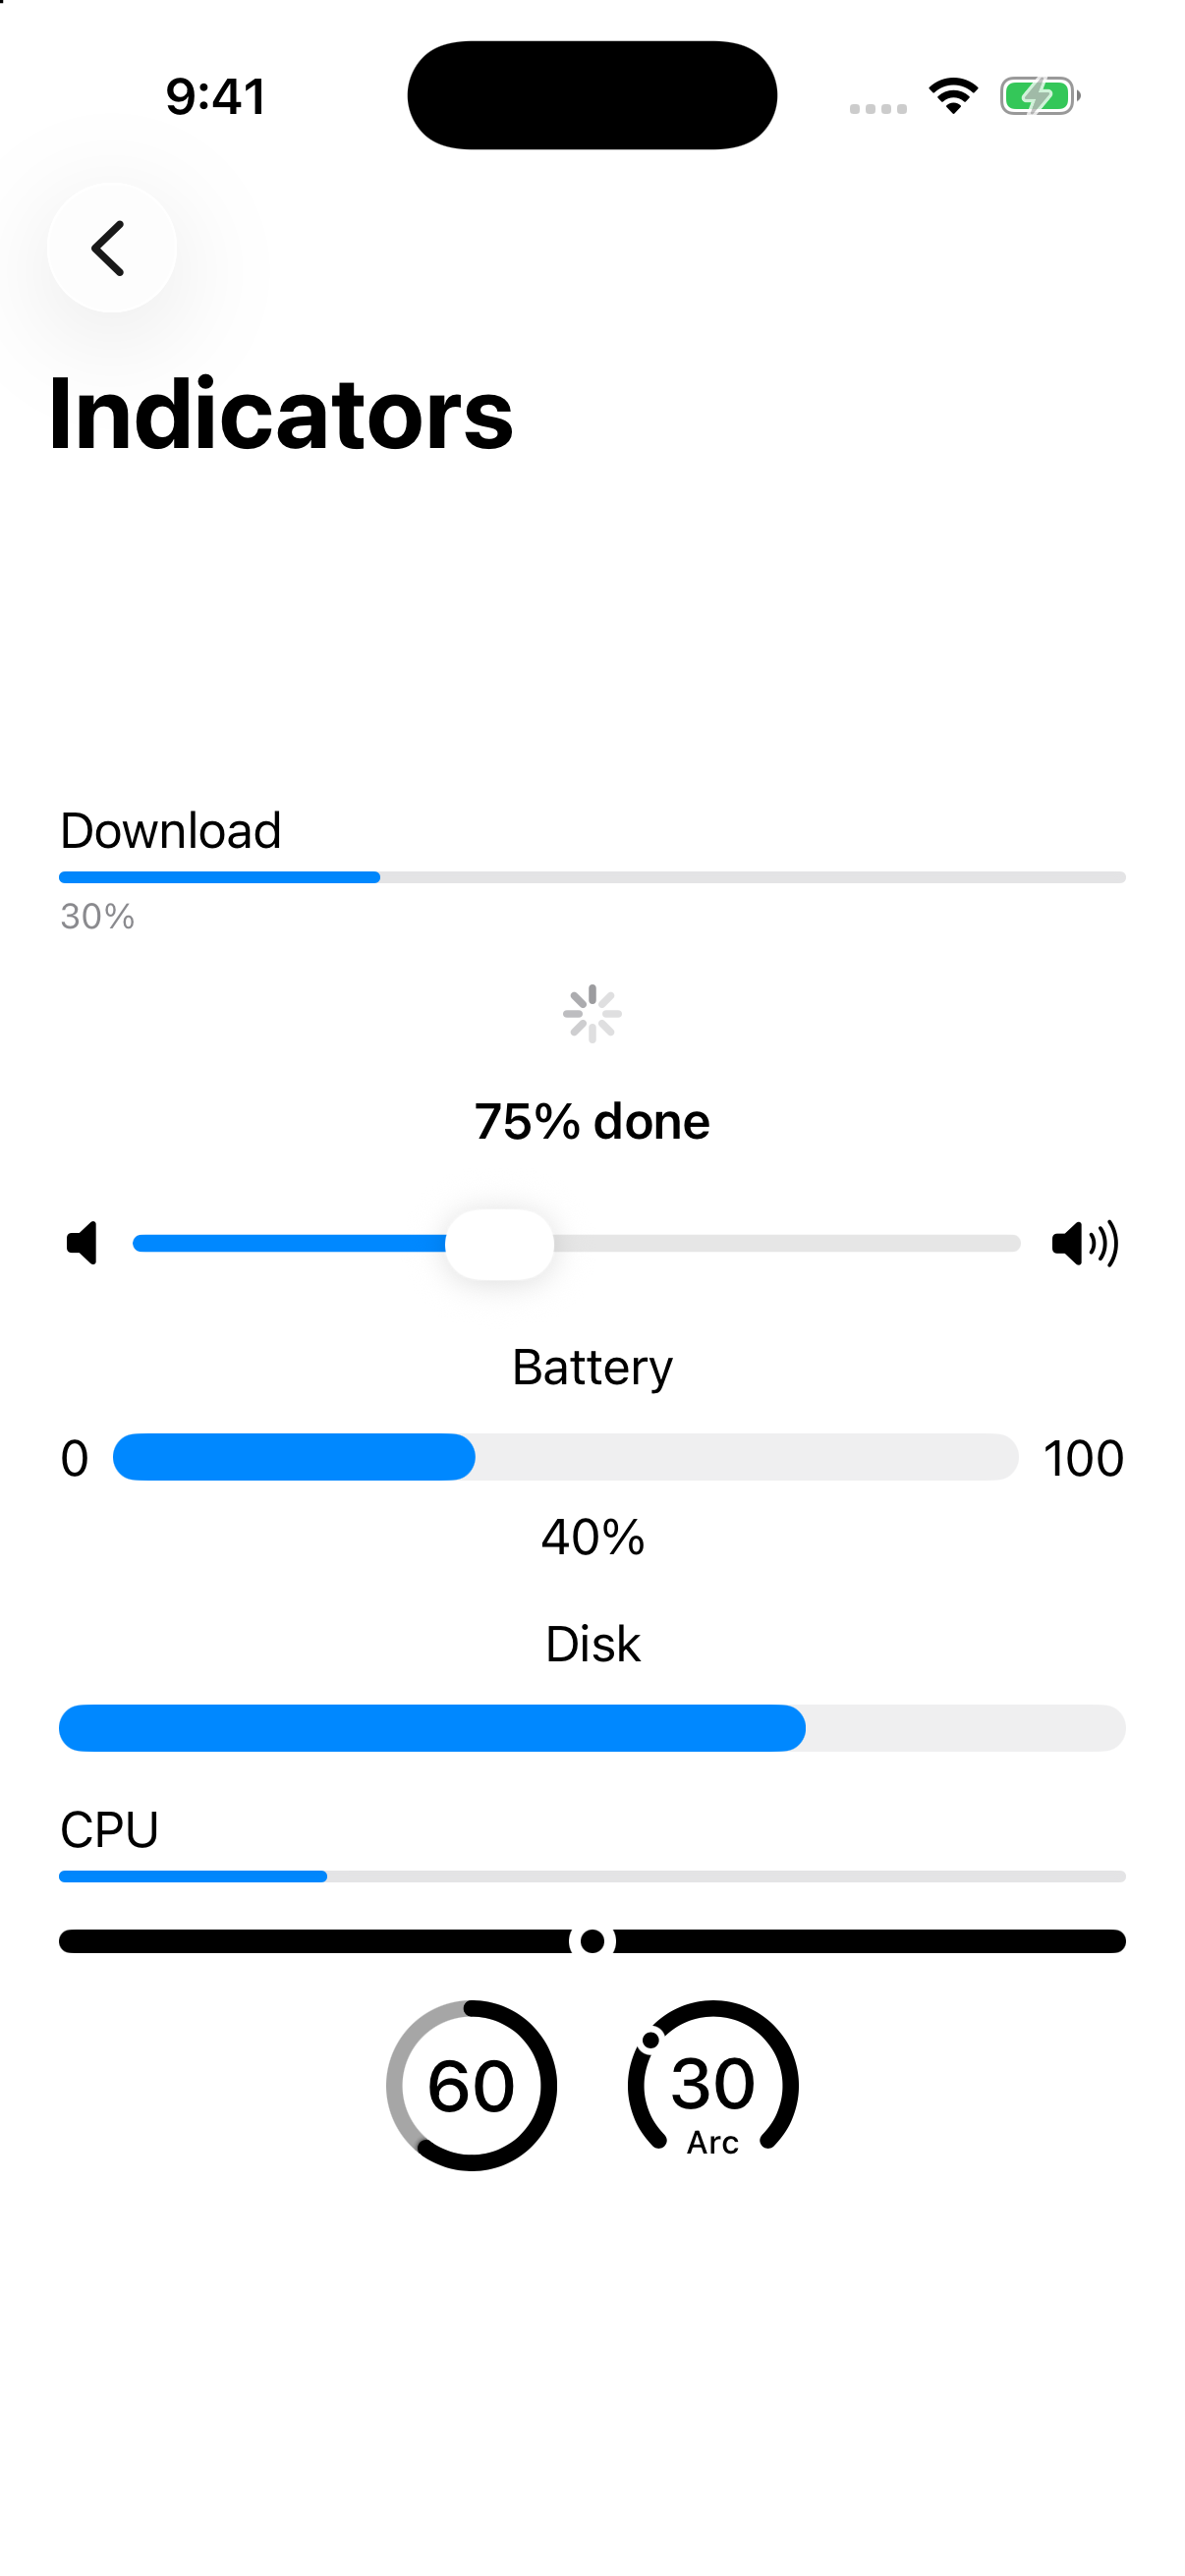 9:41
Indicators
Download
30%
75% done
Battery
0 100
40%
Disk
CPU
60 30
Arc